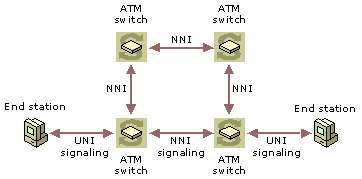 ATM
switch
ATM
switch
NNI
NNI
NNI
End station
End station
UNI
signaling
NNI
signaling
UNI
signaling
ATM
switch
ATM
switch